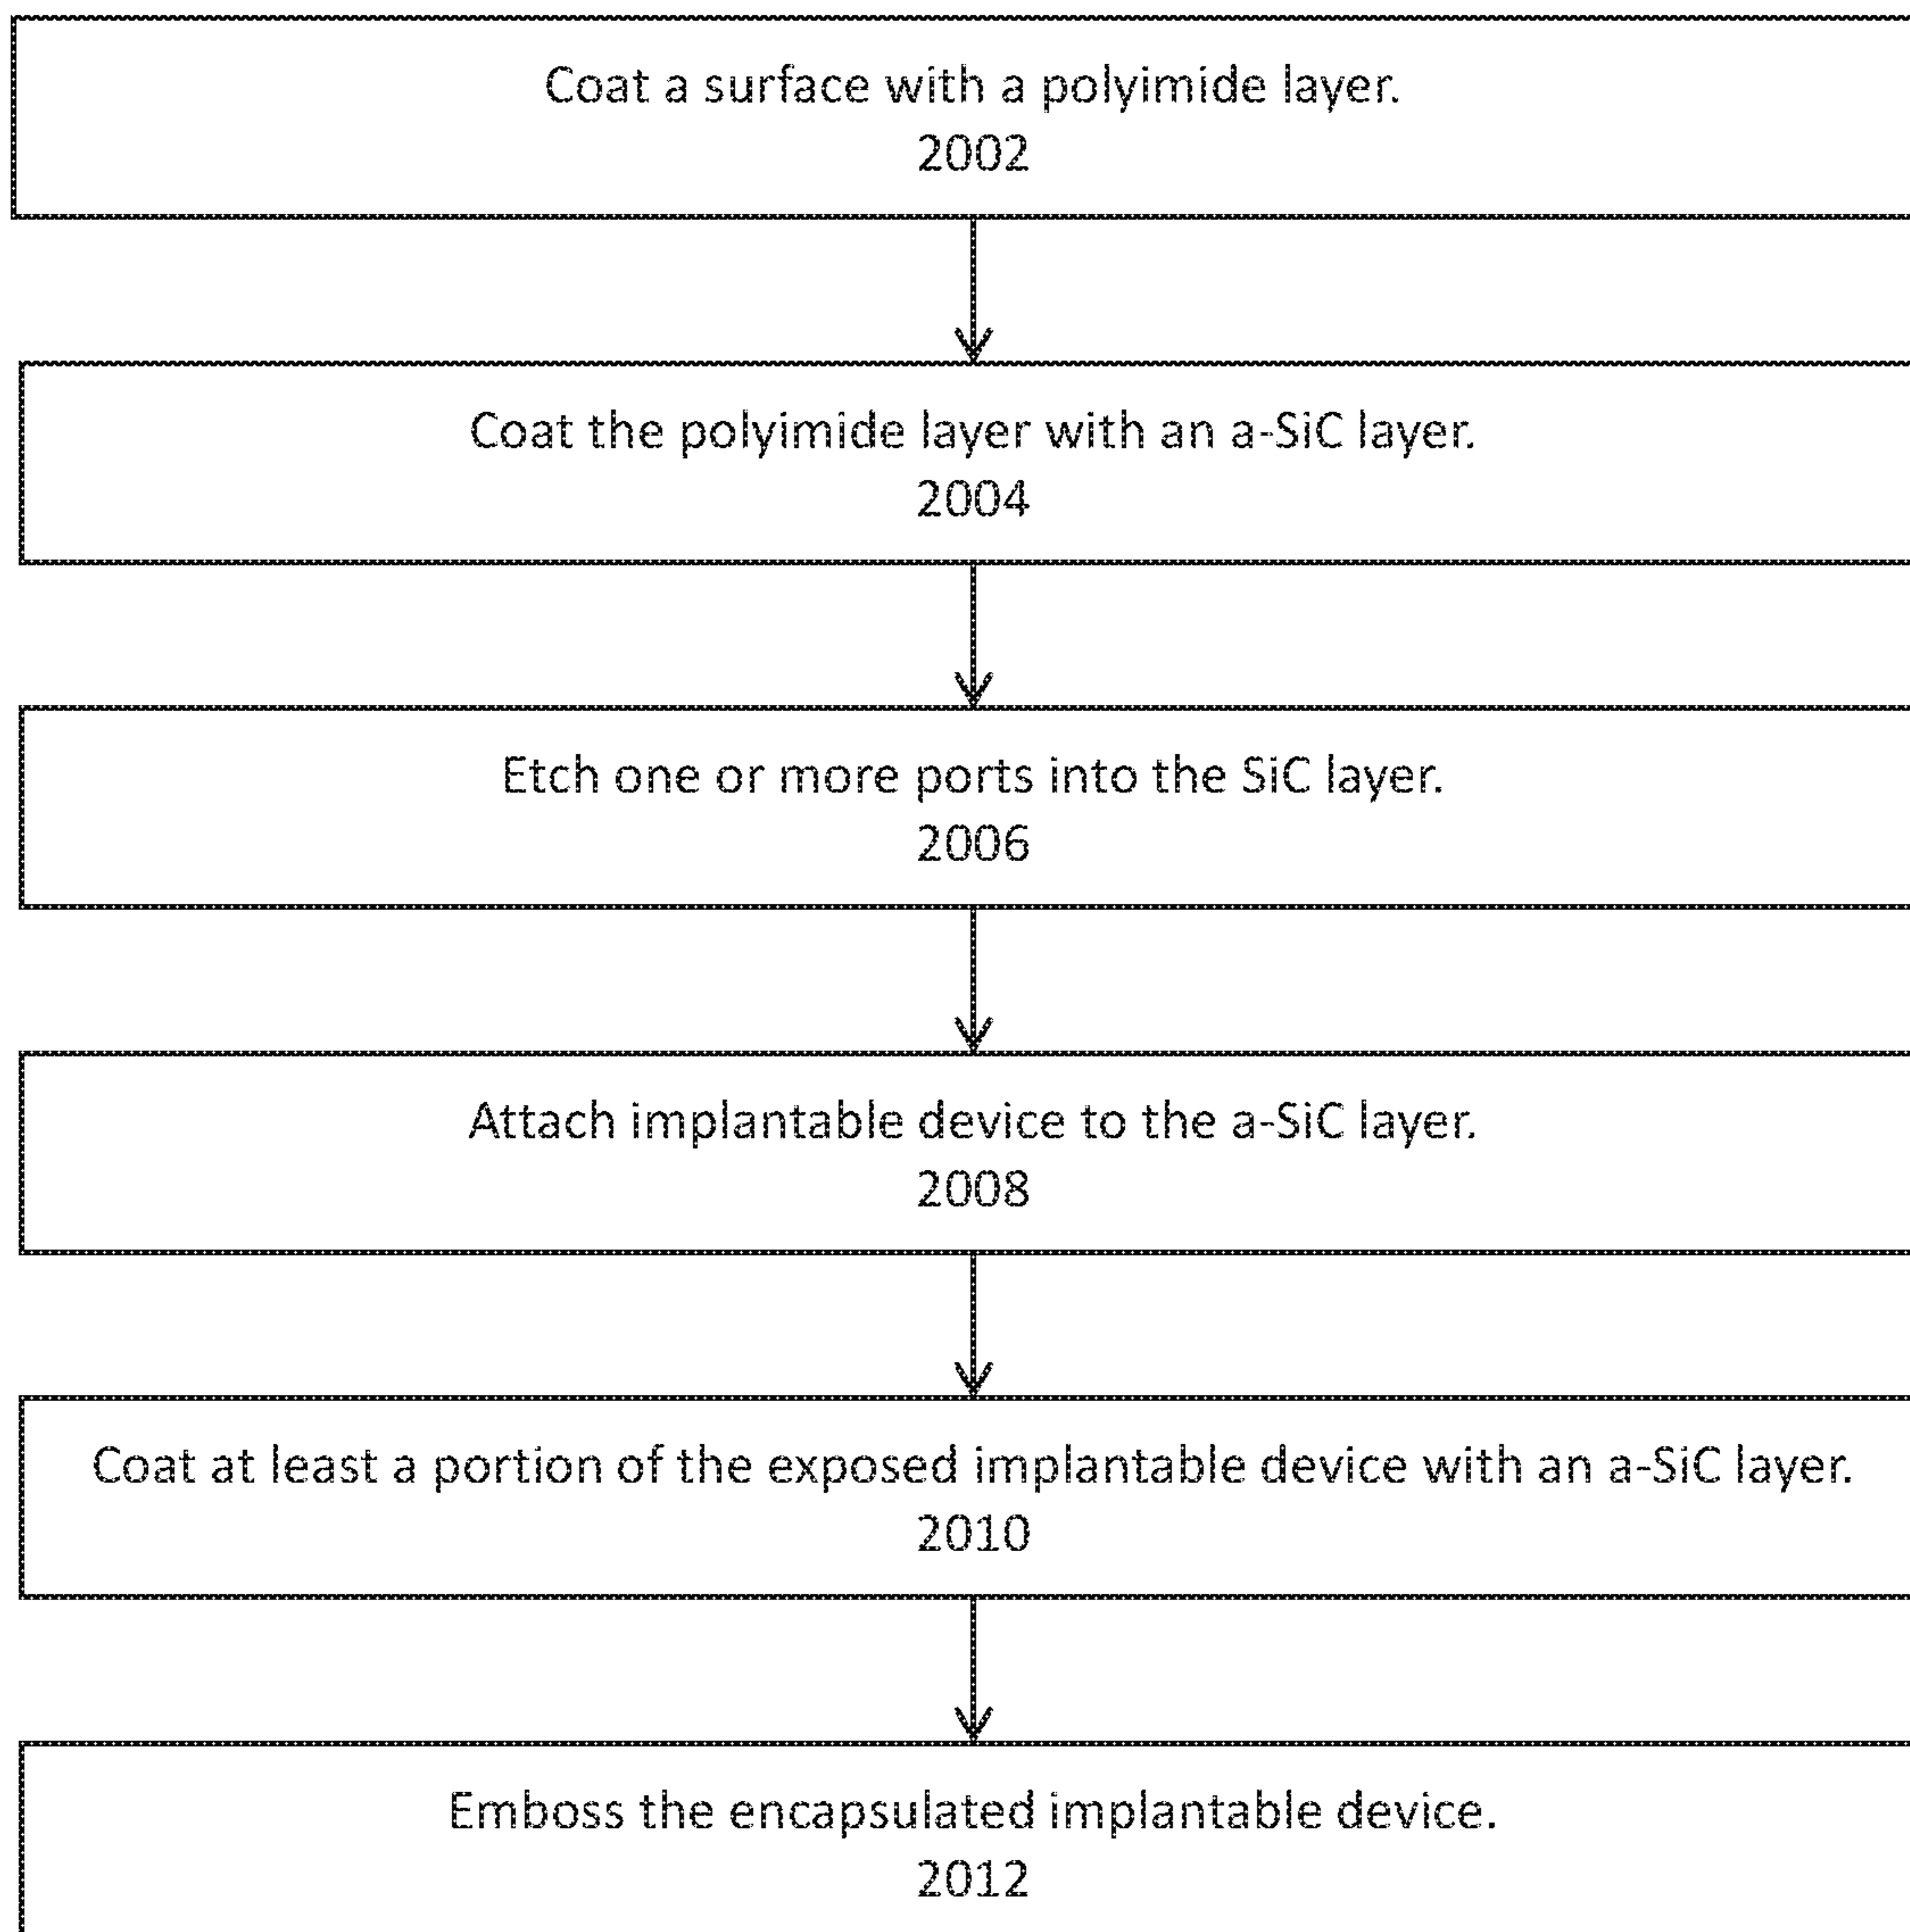 Coat a surface with a polyimide layer.
2002
Coat the polyimide layer with an a-SiC layer.
2004
Etch one or more ports into the SiC layer.
2006
Attach implantable device to the a-SiC layer.
2008
Coat at least a portion of the exposed implantable device with an a-SiC layer.
2010
Emboss the encapsulated implantable device.
2012